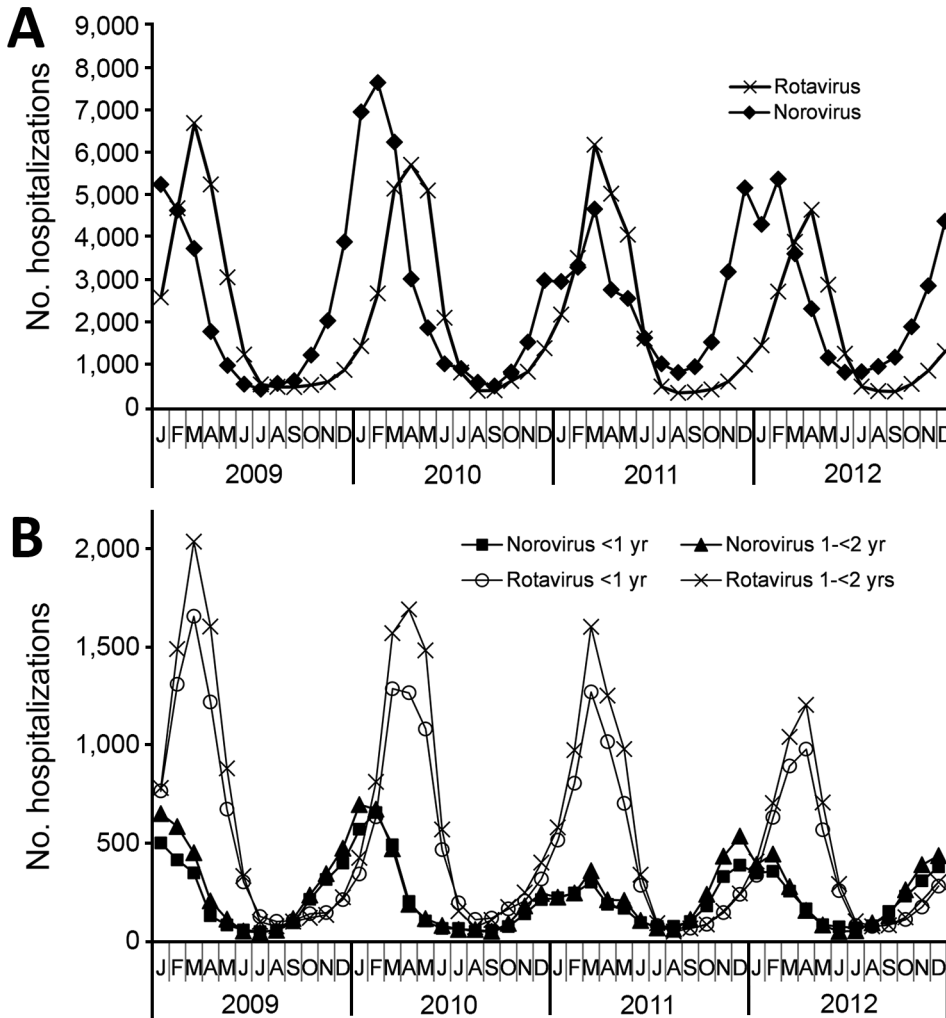 A
9,000
8,000
7,000
6,000
5,000
4,000
3,000
2,000
1,000
0
No. hospitalizations
Rotavirus
Norovirus
J F M A M J J A S O N D J F M A M J J A S O N D J F M A M J J A S O N D J F M A M J J A S O N D
2009 2010 2011 2012
B
2,000
1,500
1,000
500
0
No. hospitalizations
Norovirus <1 yr Norovirus 1-<2 yr
Rotavirus <1 yr Rotavirus 1-<2 yrs
J F M A M J J A S O N D J F M A M J J A S O N D J F M A M J J A S O N D J F M A M J J A S O N D
2009 2010 2011 2012